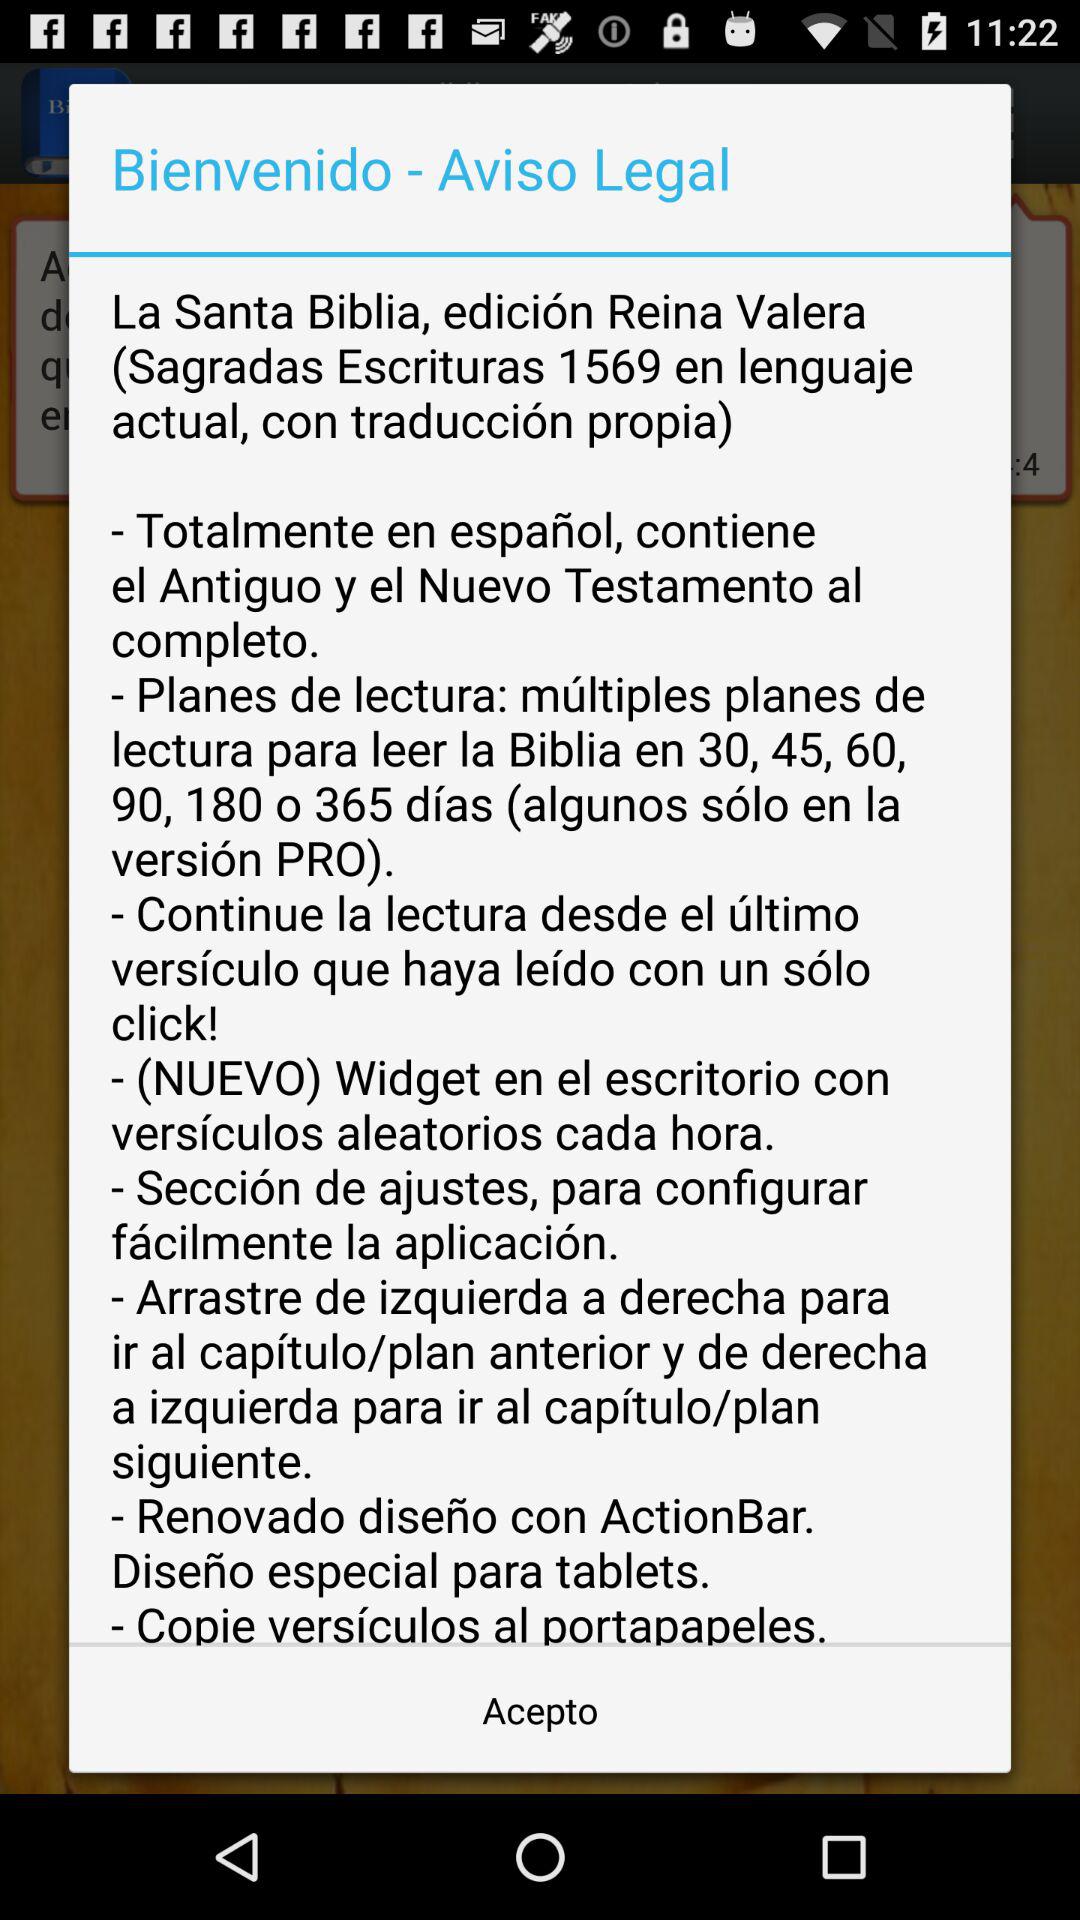 11:22
Bienvenido - Aviso Legal
La Santa Biblia, edición Reina Valera
(Sagradas Escrituras 1569 en lenguaje
actual, con traducción propia)
- Totalmente en español, contiene
el Antiguo y el Nuevo Testamento al
completo.
- Planes de lectura: múltiples planes de
lectura para leer la Biblia en 30, 45, 60,
90, 180 o 365 días (algunos sólo en la
versión PRO).
- Continue la lectura desde el último
versículo que haya leído con un sólo
click!
- (NUEVO) Widget en el escritorio con
versículos aleatorios cada hora.
- Sección de ajustes, para configurar
fácilmente la aplicación.
- Arrastre de izquierda a derecha para
ir al capítulo/plan anterior y de derecha
a izquierda para ir al capítulo/plan
siguiente.
- Renovado diseño con ActionBar.
Diseño especial para tablets.
- Copie versículos al portapapeles.
:4
Acepto